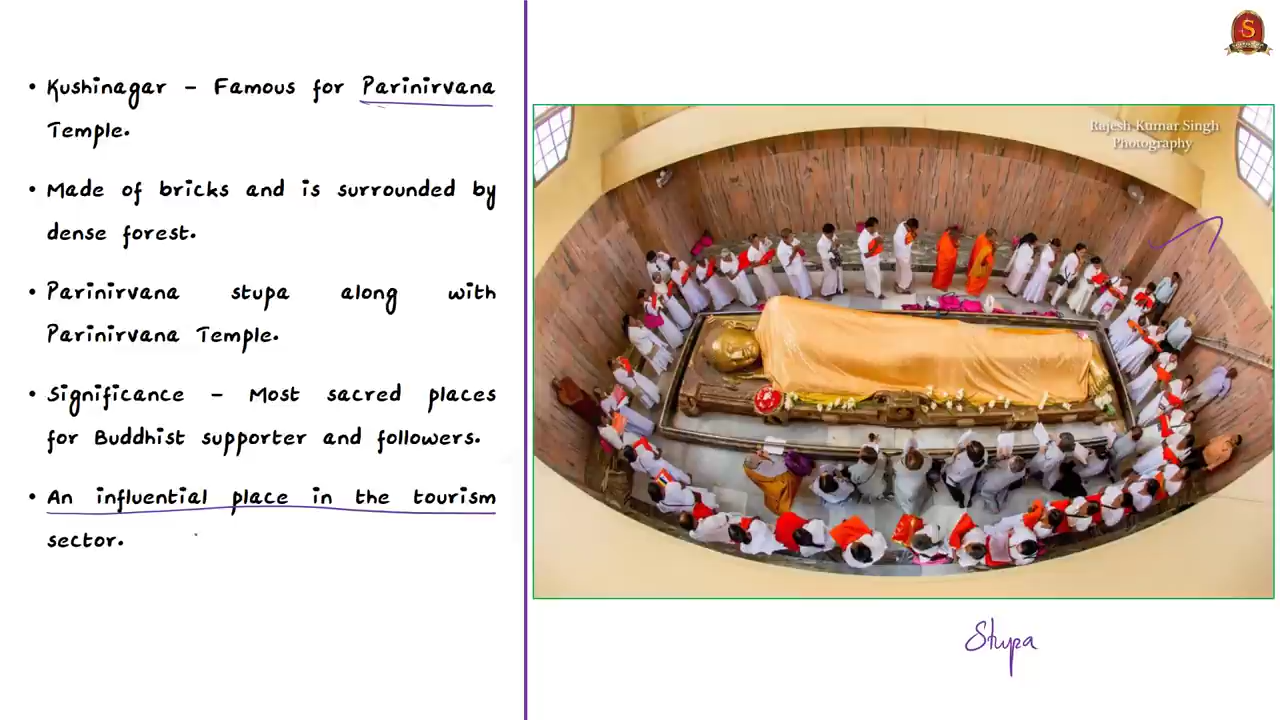 • Kushinagar – Famous for Parinirvana
Temple.
• Made of bricks and is surrounded by
dense forest.
• Parinirvana stupa along with
Parinirvana Temple.
• Significance – Most sacred places
for Buddhist supporter and followers.
• An influential place in the tourism
sector.
S
Rajesh Kumar Singh
Photography
Stupa